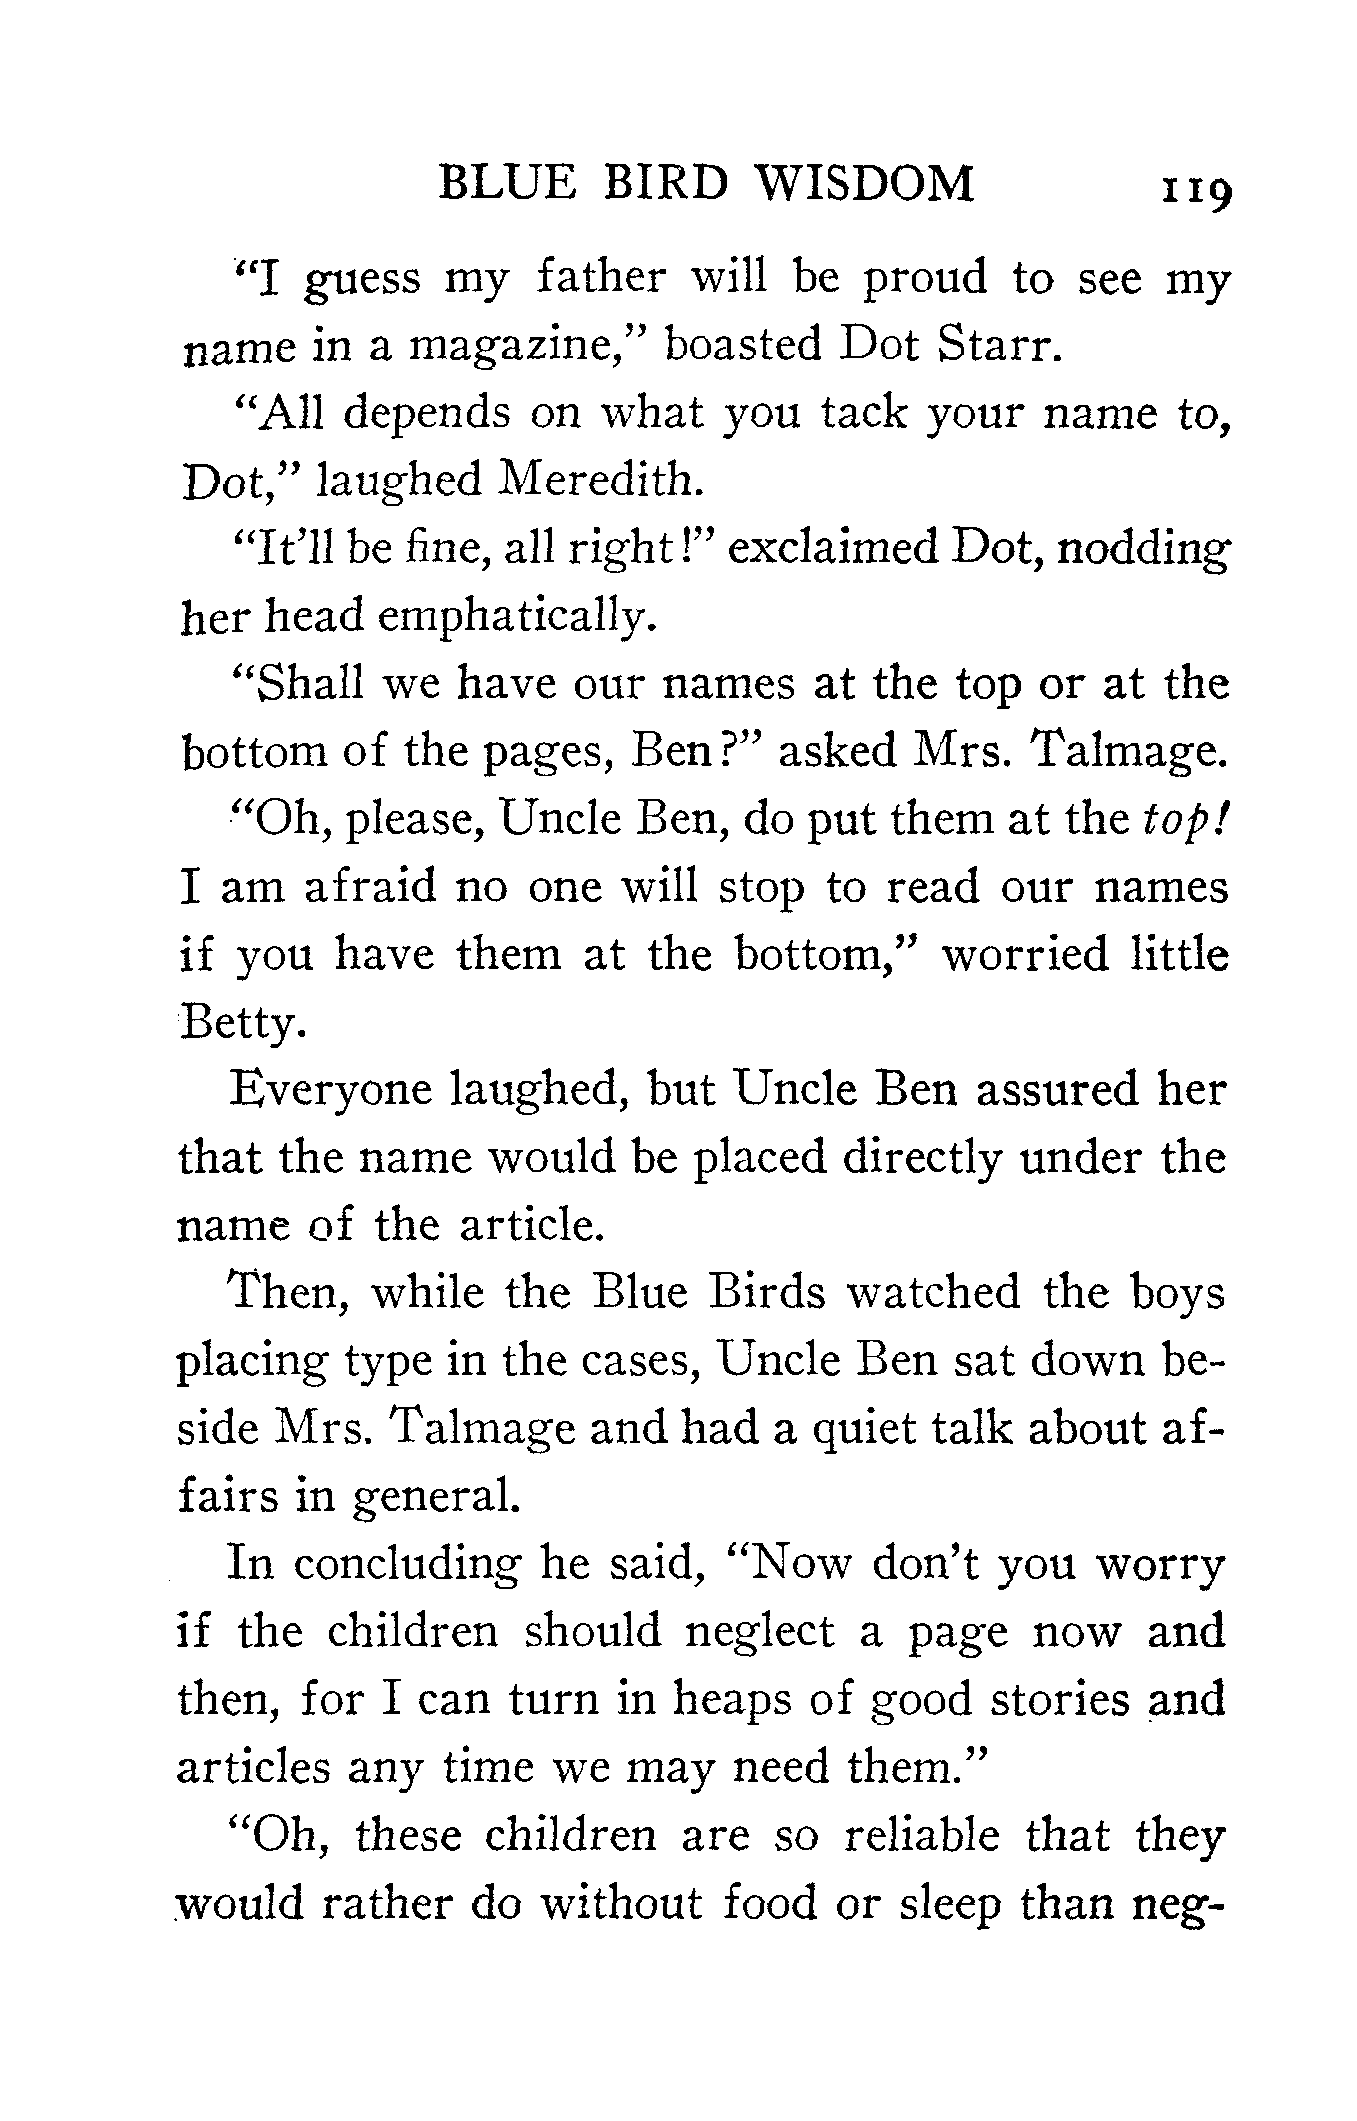 BLUE BIRD WISDOM 119
“I guess my father will be proud to see my
name in a magazine,” boasted Dot Starr.
“All depends on what you tack your name to,
Dot,” laughed Meredith.
“It’ll be fine, all right!” exclaimed Dot, nodding
her head emphatically.
“Shall we have our names at the top or at the
bottom of the pages, Ben?” asked Mrs. Talmage.
“Oh, please, Uncle Ben, do put them at the top!
I am afraid no one will stop to read our names
if you have them at the bottom,” worried little
Betty.
Everyone laughed, but Uncle Ben assured her
that the name would be placed directly under the
name of the article.
Then, while the Blue Birds watched the boys
placing type in the cases, Uncle Ben sat down be-
side Mrs. Talmage and had a quiet talk about af-
fairs in general.
In concluding he said, “Now don’t you worry
if the children should neglect a page now and
then, for I can turn in heaps of good stories and
articles any time we may need them.”
“Oh, these children are so reliable that they
would rather do without food or sleep than neg-